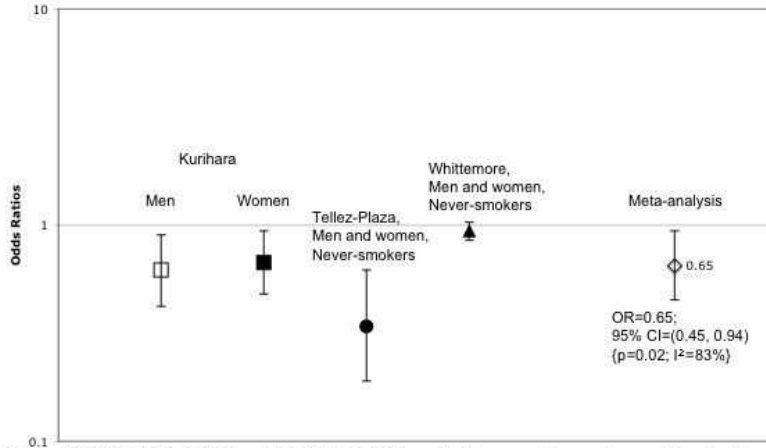 10
Kurihara
Men
Women
Tellez-Plaza,
Men and women,
Never-smokers
Whittemore,
Men and women,
Never-smokers
Meta-analysis
Odds Ratios
1
0.65
OR=0.65;
95% CI=(0.45, 0.94)
{p=0.02; I²=83%}
0.1